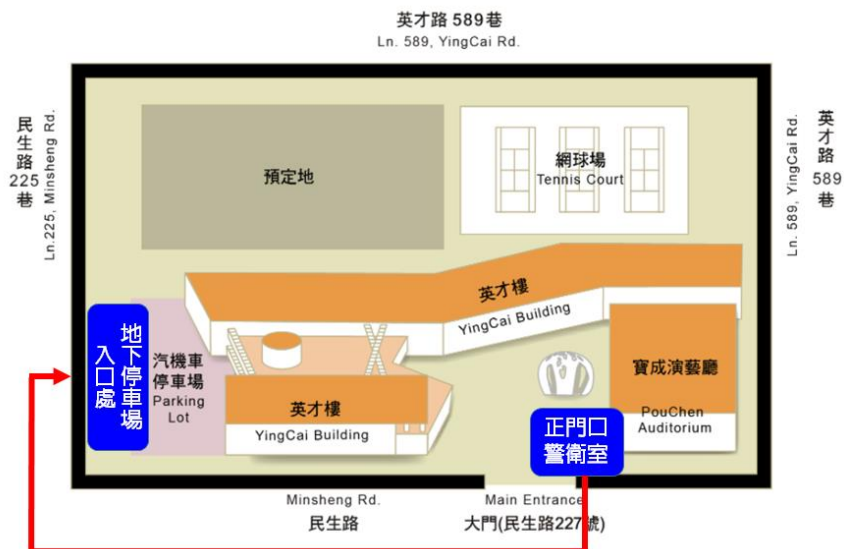 英才路 589巷
Ln. 589, YingCai Rd.
民生路225巷
Ln.225, Minsheng Rd.
預定地
網球場
Tennis Court
英才路589巷
Ln. 589, YingCai Rd.
英才樓
YingCai Building
地下停車場
入口處
汽機車
停車場
Parking
Lot
英才樓
YingCai Building
寶成演藝廳
PouChen
Auditorium
正門口
警衛室
Minsheng Rd.
民生路
Main Entrance
大門(民生路227號)